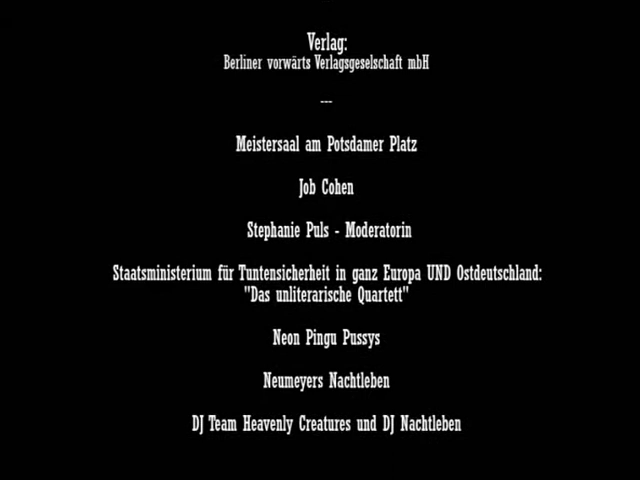 Verlag:
Berliner vorwärts Verlagsgeselschaft mbH
---
Meistersaal am Potsdamer Platz
Job Cohen
Stephanie Puls - Moderatorin
Staatsministerium für Tuntensicherheit in ganz Europa UND Ostdeutschland:
"Das unliterarische Quartett"
Neon Pingu Pussys
Neumeyers Nachtleben
DJ Team Heavenly Creatures und DJ Nachtleben